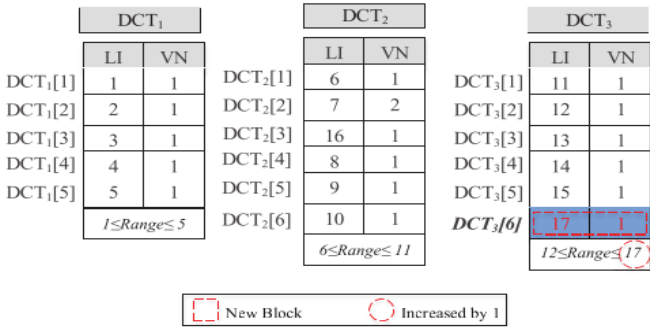 DCT₁
LI VN
DCT₁[1] 1 1
DCT₁[2] 2 1
DCT₁[3] 3 1
DCT₁[4] 4 1
DCT₁[5] 5 1
1≤Range≤ 5
DCT₂
LI VN
DCT₂[1] 6 1
DCT₂[2] 7 2
DCT₂[3] 16 1
DCT₂[4] 8 1
DCT₂[5] 9 1
DCT₂[6] 10 1
6≤Range≤ 11
DCT₃
LI VN
DCT₃[1] 11 1
DCT₃[2] 12 1
DCT₃[3] 13 1
DCT₃[4] 14 1
DCT₃[5] 15 1
DCT₃[6] 17 1
12≤Range≤ 17
New Block Increased by 1